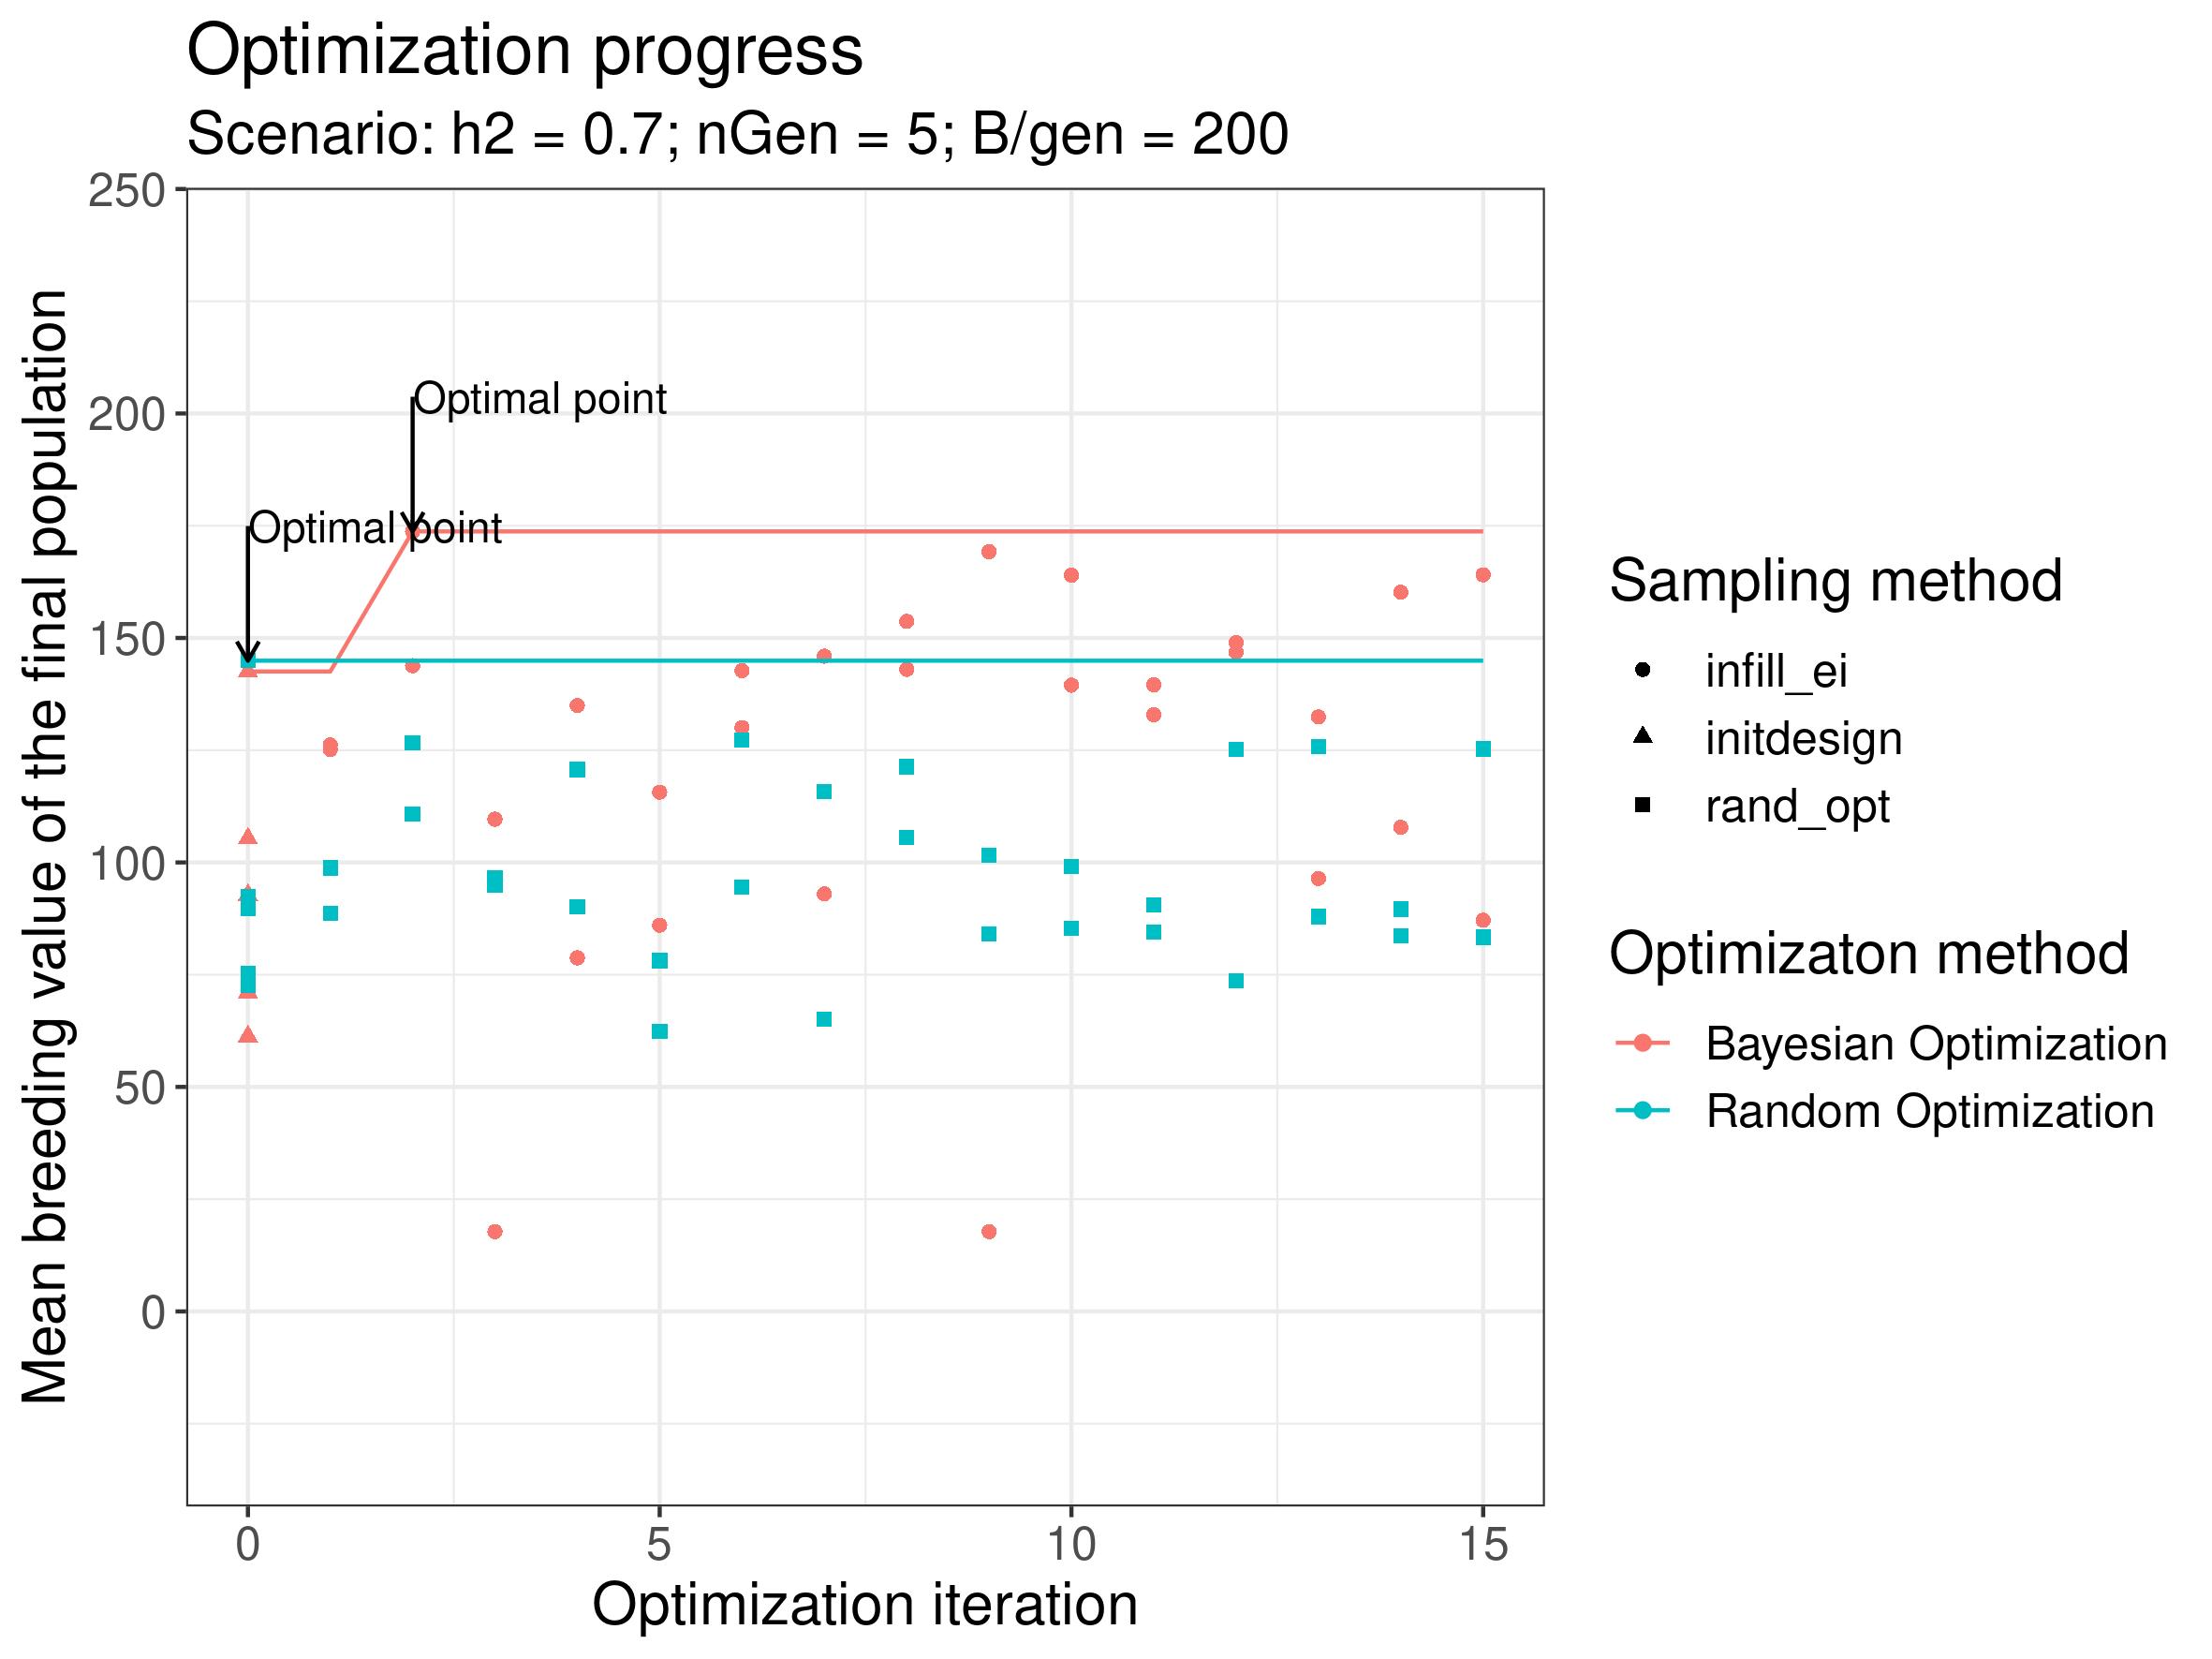 Optimization progress
Scenario: h2 = 0.7; nGen = 5; B/gen = 200
Mean breeding value of the final population
250
200
150
100
50
0
Optimal point
Optimal point
0
5
10
15
Optimization iteration
Sampling method
infill_ei
initdesign
rand_opt
Optimizaton method
Bayesian Optimization
Random Optimization